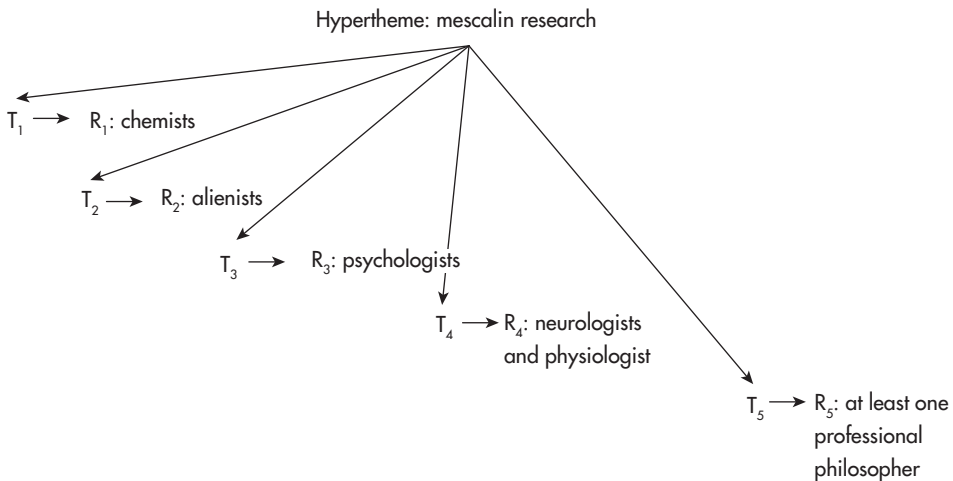 Hypertheme: mescalin research
T₁ → R₁: chemists
T₂ → R₂: alienists
T₃ → R₃: psychologists
T₄ → R₄: neurologists
and physiologist
T₅ → R₅: at least one
professional
philosopher